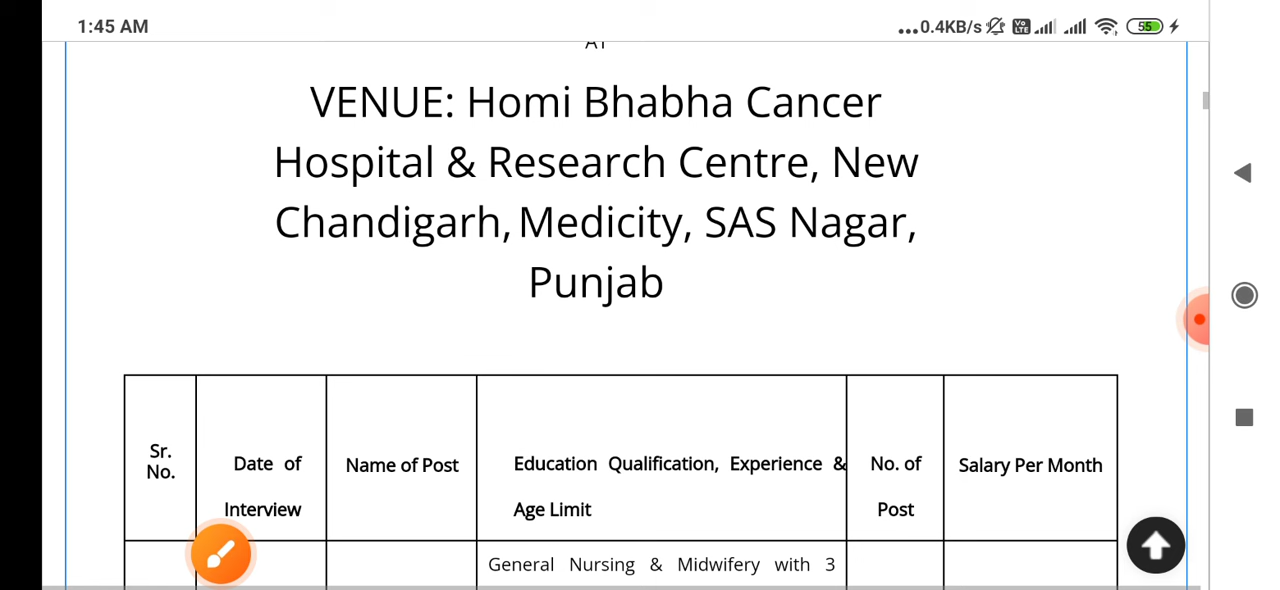 1:45 AM
...0.4KB/s Vo LTE 55
VENUE: Homi Bhabha Cancer
Hospital & Research Centre, New
Chandigarh, Medicity, SAS Nagar,
Punjab
Sr. No.
Date of Interview
Name of Post
Education Qualification, Experience &
Age Limit
No. of Post
Salary Per Month
General Nursing & Midwifery with 3